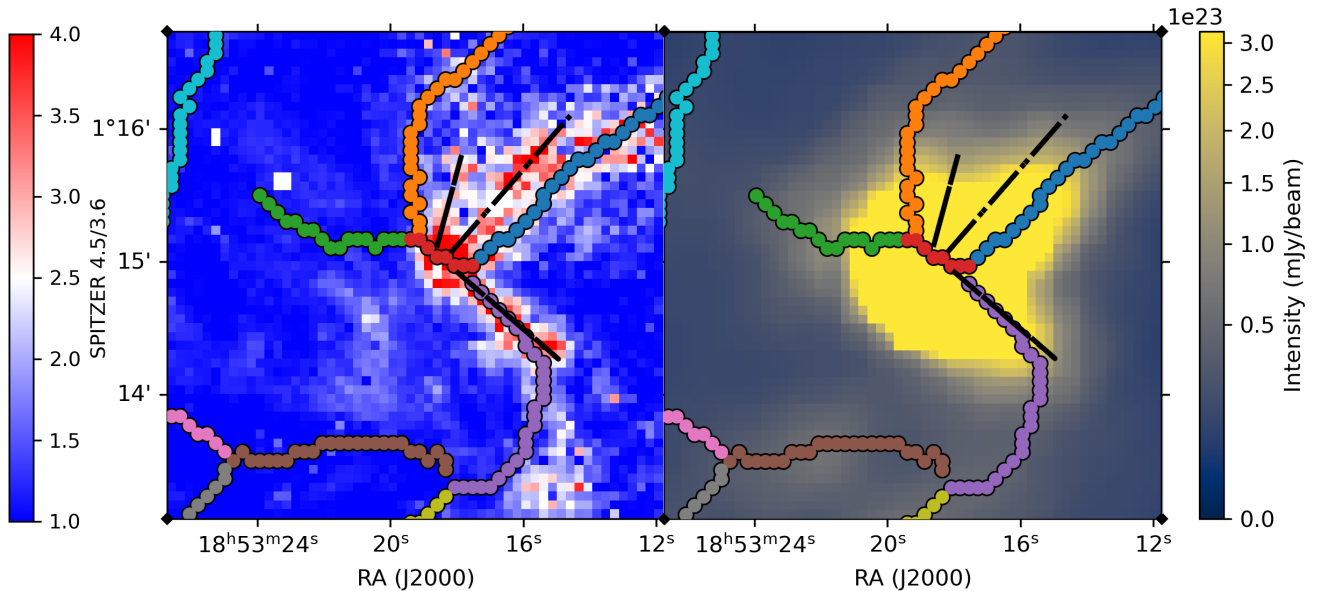 1e23
4.0
3.5
3.0
2.5
2.0
1.5
1.0
SPITZER 4.5/3.6
1°16'
15'
14'
18ʰ53ᵐ24ˢ
20ˢ
16ˢ
12ˢ
RA (J2000)
18ʰ53ᵐ24ˢ
20ˢ
16ˢ
12ˢ
RA (J2000)
3.0
2.5
2.0
1.5
1.0
0.5
0.0
Intensity (mJy/beam)